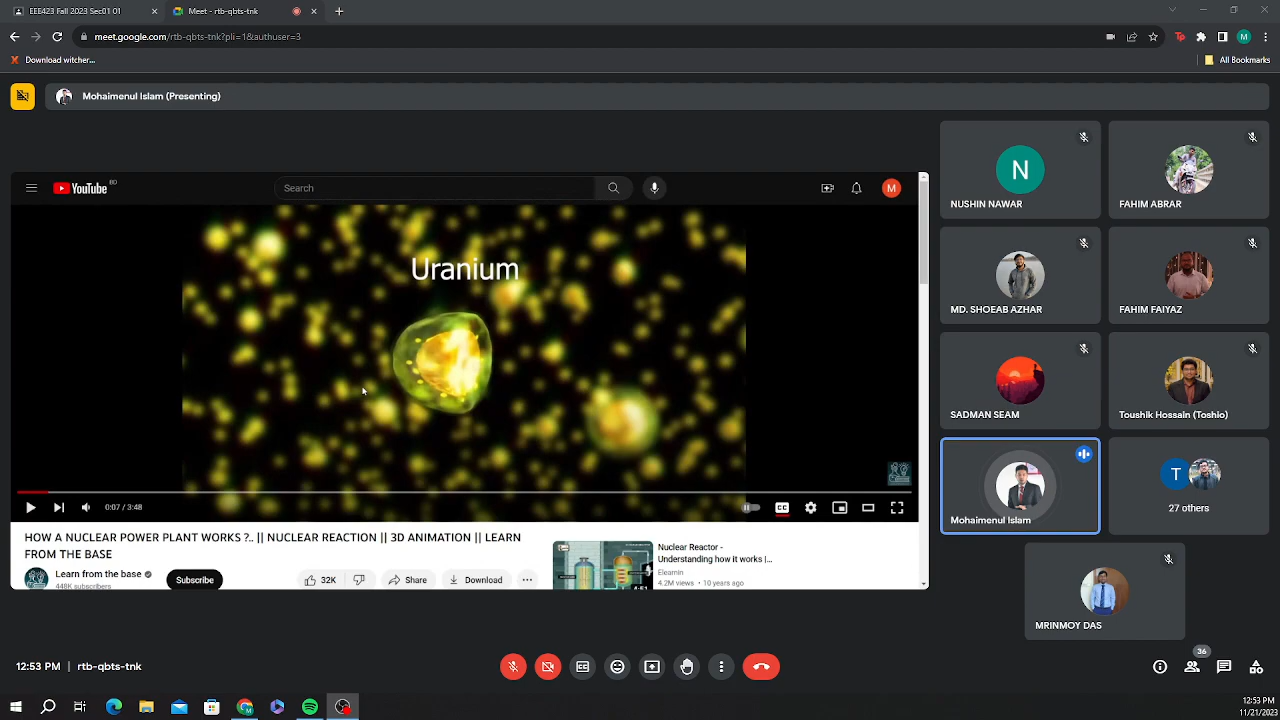 EEE423 Fall 2023 Sec01 01
Meet - rtb-qbts-tnk
meet.google.com/rtb-qbts-tnk?pli=1&authuser=3
M
Download witcher...
All Bookmarks
Mohaimenul Islam (Presenting)
YouTube BD
Search
M
Uranium
0:07 / 3:48
HOW A NUCLEAR POWER PLANT WORKS ?.. || NUCLEAR REACTION || 3D ANIMATION || LEARN
FROM THE BASE
Learn from the base
448K subscribers
Subscribe
32K
Share
Download
Nuclear Reactor -
Understanding how it works |...
Elearnin
4.2M views • 10 years ago
N
NUSHIN NAWAR
FAHIM ABRAR
MD. SHOEAB AZHAR
FAHIM FAIYAZ
SADMAN SEAM
Toushik Hossain (Toshio)
Mohaimenul Islam
T
27 others
MRINMOY DAS
12:53 PM | rtb-qbts-tnk
36
12:53 PM
11/21/2023